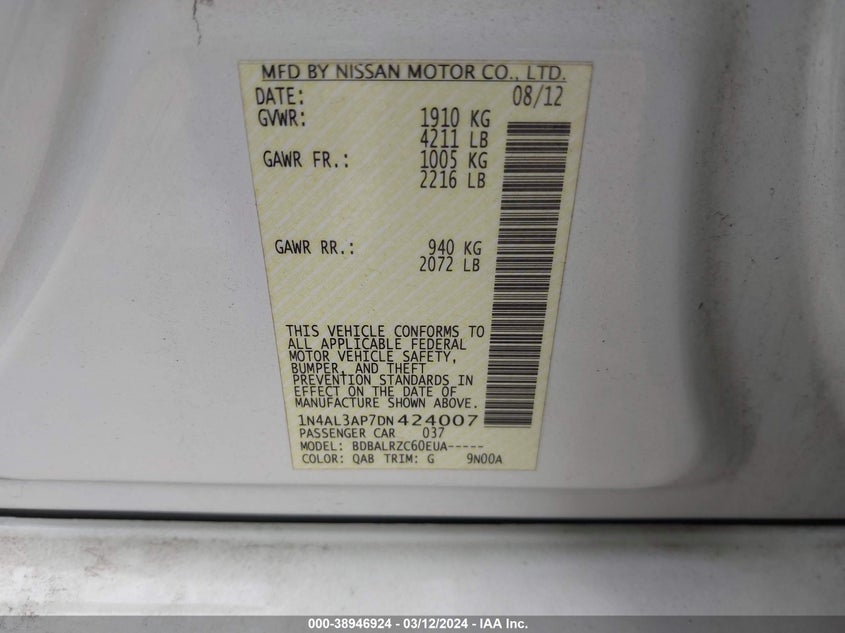 MFD BY NISSAN MOTOR CO., LTD.
DATE: 08/12
GVWR: 1910 KG
4211 LB
GAWR FR.: 1005 KG
2216 LB
GAWR RR.: 940 KG
2072 LB
THIS VEHICLE CONFORMS TO
ALL APPLICABLE FEDERAL
MOTOR VEHICLE SAFETY,
BUMPER, AND THEFT
PREVENTION STANDARDS IN
EFFECT ON THE DATE OF
MANUFACTURE SHOWN ABOVE.
1N4AL3AP7DN424007
PASSENGER CAR 037
MODEL: BDBALRZC60EUA-----
COLOR: QAB TRIM: G 9N00A
000-38946924 - 03/12/2024 - IAA Inc.